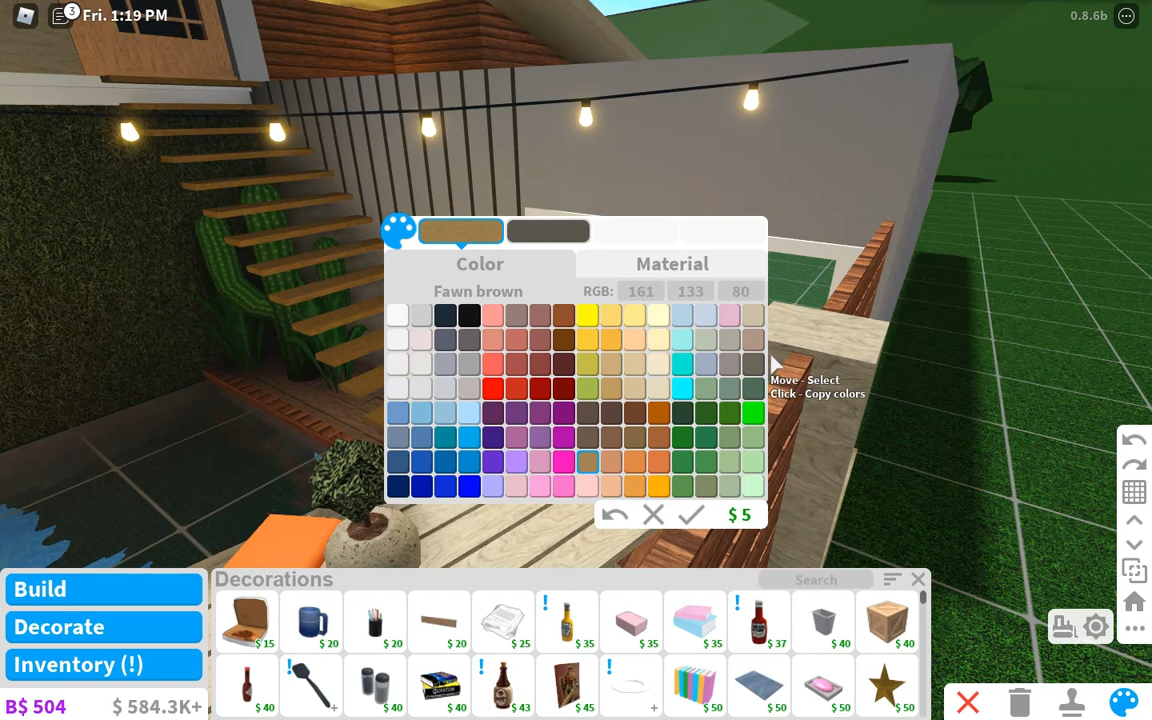 3
Fri. 1:19 PM
0.8.6b
Color
Material
Fawn brown
RGB: 161 133 80
Move - Select
Click - Copy colors
$ 5
Build
Decorate
Inventory (!)
B$ 504
$ 584.3K+
Decorations
Search
$ 15
$ 20
$ 20
$ 20
$ 25
! $ 35
$ 35
$ 35
! $ 37
$ 40
$ 40
$ 40
! +
$ 40
$ 40
! $ 43
$ 45
! +
$ 50
$ 50
$ 50
$ 50